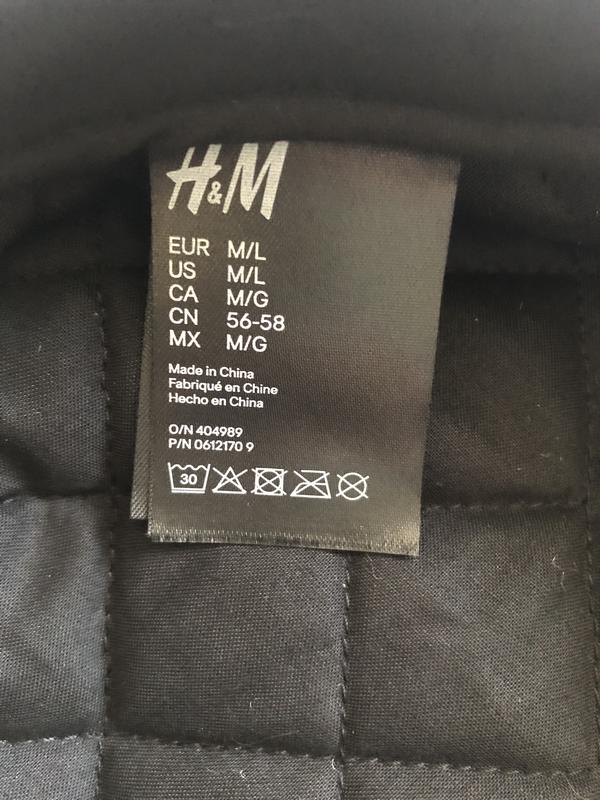 H&M
EUR M/L
US M/L
CA M/G
CN 56-58
MX M/G
Made in China
Fabriqué en Chine
Hecho en China
O/N 404989
P/N 0612170 9
30